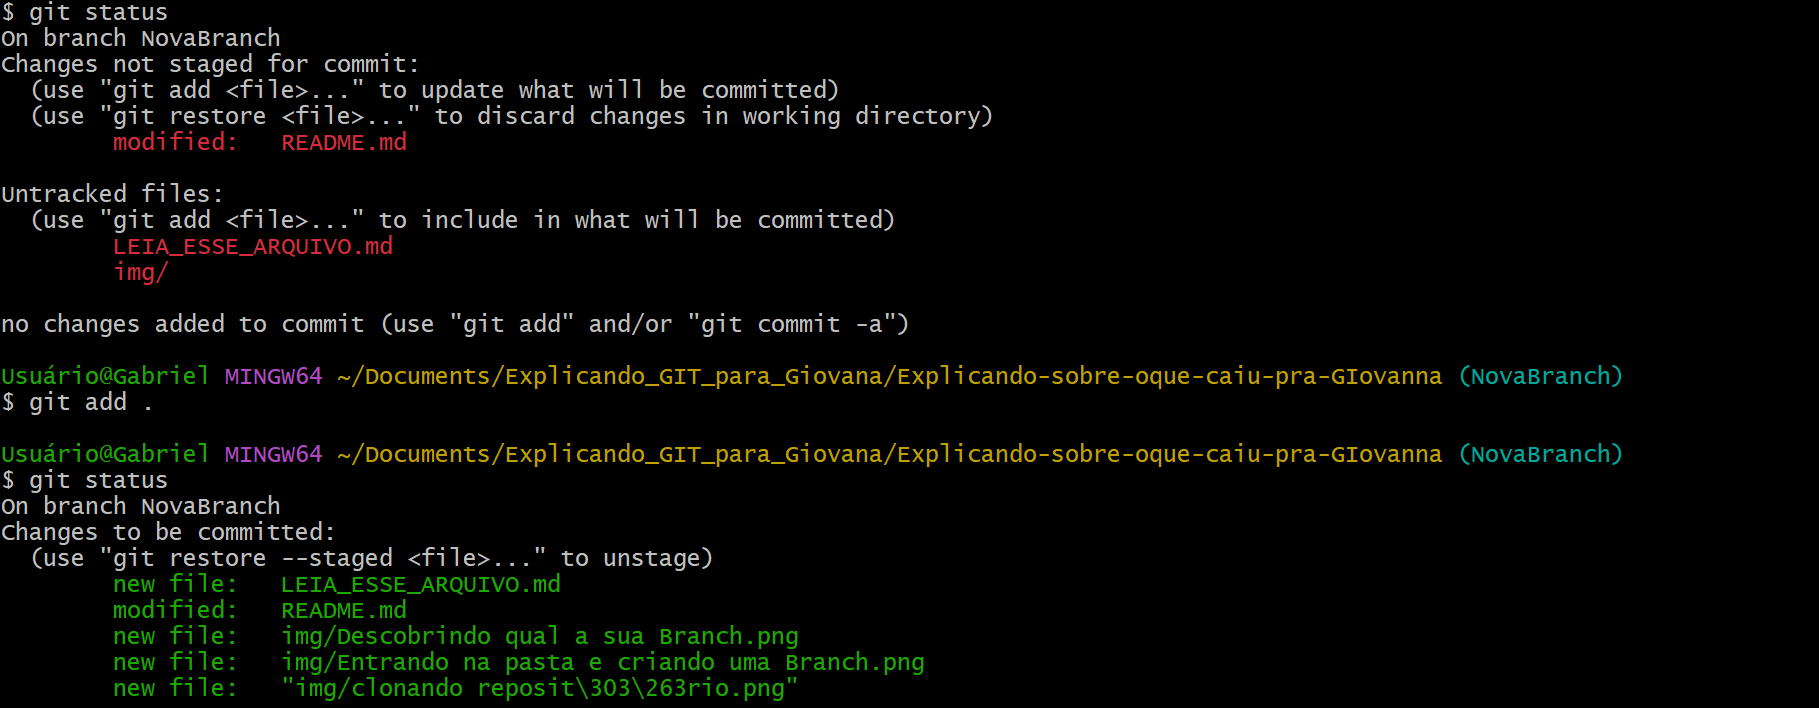 $ git status
On branch NovaBranch
Changes not staged for commit:
  (use "git add <file>..." to update what will be committed)
  (use "git restore <file>..." to discard changes in working directory)
        modified:   README.md

Untracked files:
  (use "git add <file>..." to include in what will be committed)
        LEIA_ESSE_ARQUIVO.md
        img/

no changes added to commit (use "git add" and/or "git commit -a")

Usuário@Gabriel MINGW64 ~/Documents/Explicando_GIT_para_Giovana/Explicando-sobre-oque-caiu-pra-GIovanna (NovaBranch)
$ git add .

Usuário@Gabriel MINGW64 ~/Documents/Explicando_GIT_para_Giovana/Explicando-sobre-oque-caiu-pra-GIovanna (NovaBranch)
$ git status
On branch NovaBranch
Changes to be committed:
  (use "git restore --staged <file>..." to unstage)
        new file:   LEIA_ESSE_ARQUIVO.md
        modified:   README.md
        new file:   img/Descobrindo qual a sua Branch.png
        new file:   img/Entrando na pasta e criando uma Branch.png
        new file:   "img/clonando reposit\303\263rio.png"